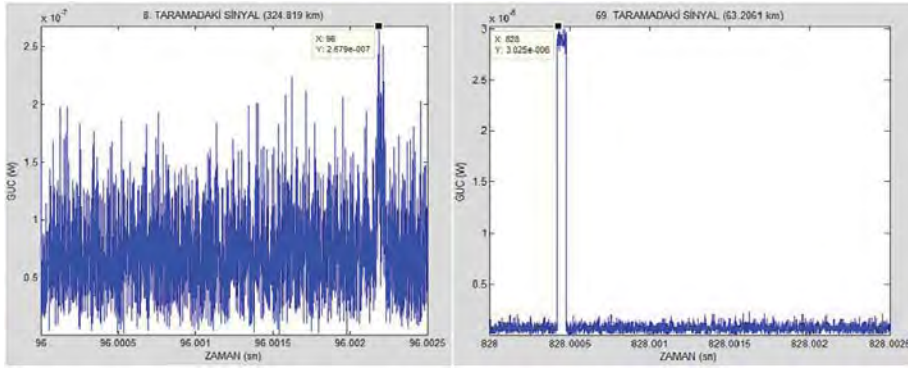 8. TARAMADAKİ SİNYAL (324.819 km)
x 10⁻⁷
X: 96
Y: 2.679e-007
2.5
2
1.5
1
0.5
GUC (W)
96 96.0005 96.001 96.0015 96.002 96.0025
ZAMAN (sn)
69. TARAMADAKİ SİNYAL (63.2061 km)
X: 828
Y: 3.025e-006
3
2.5
2
1.5
1
0.5
GUC (W)
828 828.0005 828.001 828.0015 828.002 828.0025
ZAMAN (sn)